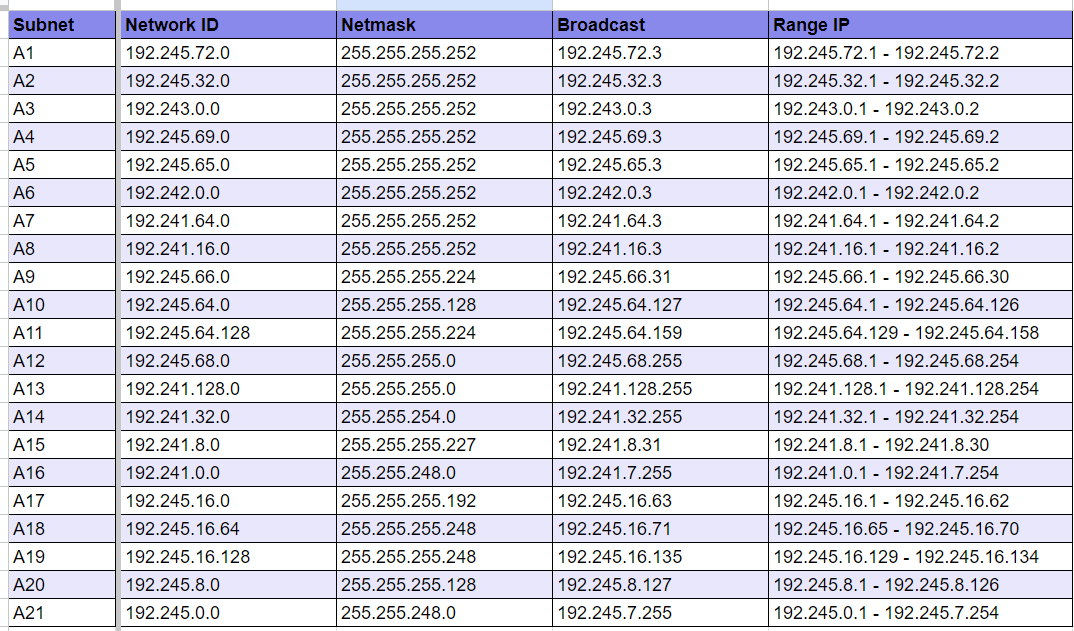 Subnet Network ID Netmask Broadcast Range IP
A1 192.245.72.0 255.255.255.252 192.245.72.3 192.245.72.1 - 192.245.72.2
A2 192.245.32.0 255.255.255.252 192.245.32.3 192.245.32.1 - 192.245.32.2
A3 192.243.0.0 255.255.255.252 192.243.0.3 192.243.0.1 - 192.243.0.2
A4 192.245.69.0 255.255.255.252 192.245.69.3 192.245.69.1 - 192.245.69.2
A5 192.245.65.0 255.255.255.252 192.245.65.3 192.245.65.1 - 192.245.65.2
A6 192.242.0.0 255.255.255.252 192.242.0.3 192.242.0.1 - 192.242.0.2
A7 192.241.64.0 255.255.255.252 192.241.64.3 192.241.64.1 - 192.241.64.2
A8 192.241.16.0 255.255.255.252 192.241.16.3 192.241.16.1 - 192.241.16.2
A9 192.245.66.0 255.255.255.224 192.245.66.31 192.245.66.1 - 192.245.66.30
A10 192.245.64.0 255.255.255.128 192.245.64.127 192.245.64.1 - 192.245.64.126
A11 192.245.64.128 255.255.255.224 192.245.64.159 192.245.64.129 - 192.245.64.158
A12 192.245.68.0 255.255.255.0 192.245.68.255 192.245.68.1 - 192.245.68.254
A13 192.241.128.0 255.255.255.0 192.241.128.255 192.241.128.1 - 192.241.128.254
A14 192.241.32.0 255.255.254.0 192.241.32.255 192.241.32.1 - 192.241.32.254
A15 192.241.8.0 255.255.255.227 192.241.8.31 192.241.8.1 - 192.241.8.30
A16 192.241.0.0 255.255.248.0 192.241.7.255 192.241.0.1 - 192.241.7.254
A17 192.245.16.0 255.255.255.192 192.245.16.63 192.245.16.1 - 192.245.16.62
A18 192.245.16.64 255.255.255.248 192.245.16.71 192.245.16.65 - 192.245.16.70
A19 192.245.16.128 255.255.255.248 192.245.16.135 192.245.16.129 - 192.245.16.134
A20 192.245.8.0 255.255.255.128 192.245.8.127 192.245.8.1 - 192.245.8.126
A21 192.245.0.0 255.255.248.0 192.245.7.255 192.245.0.1 - 192.245.7.254